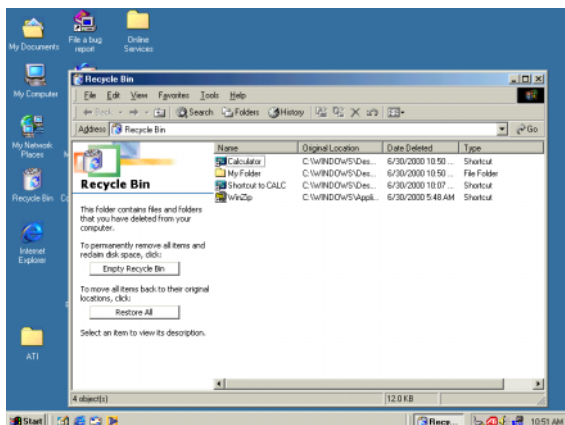 My Documents
File a bug report
Online Services
My Computer
My Network Places
Recycle Bin
Internet Explorer
ATI
Recycle Bin
File Edit View Favorites Tools Help
Back Search Folders History
Address Recycle Bin Go
Recycle Bin
This folder contains files and folders
that you have deleted from your
computer.
To permanently remove all items and
reclaim disk space, click:
Empty Recycle Bin
To move all items back to their original
locations, click:
Restore All
Select an item to view its description.
Name Original Location Date Deleted Type
Calculator C:\WINDOWS\Des... 6/30/2000 10:50 ... Shortcut
My Folder C:\WINDOWS\Des... 6/30/2000 10:50 ... File Folder
Shortcut to CALC C:\WINDOWS\Des... 6/30/2000 10:07 ... Shortcut
WinZip C:\WINDOWS\Appli... 6/30/2000 5:48 AM Shortcut
4 object(s) 12.0 KB
Start Recy... 10:51 AM